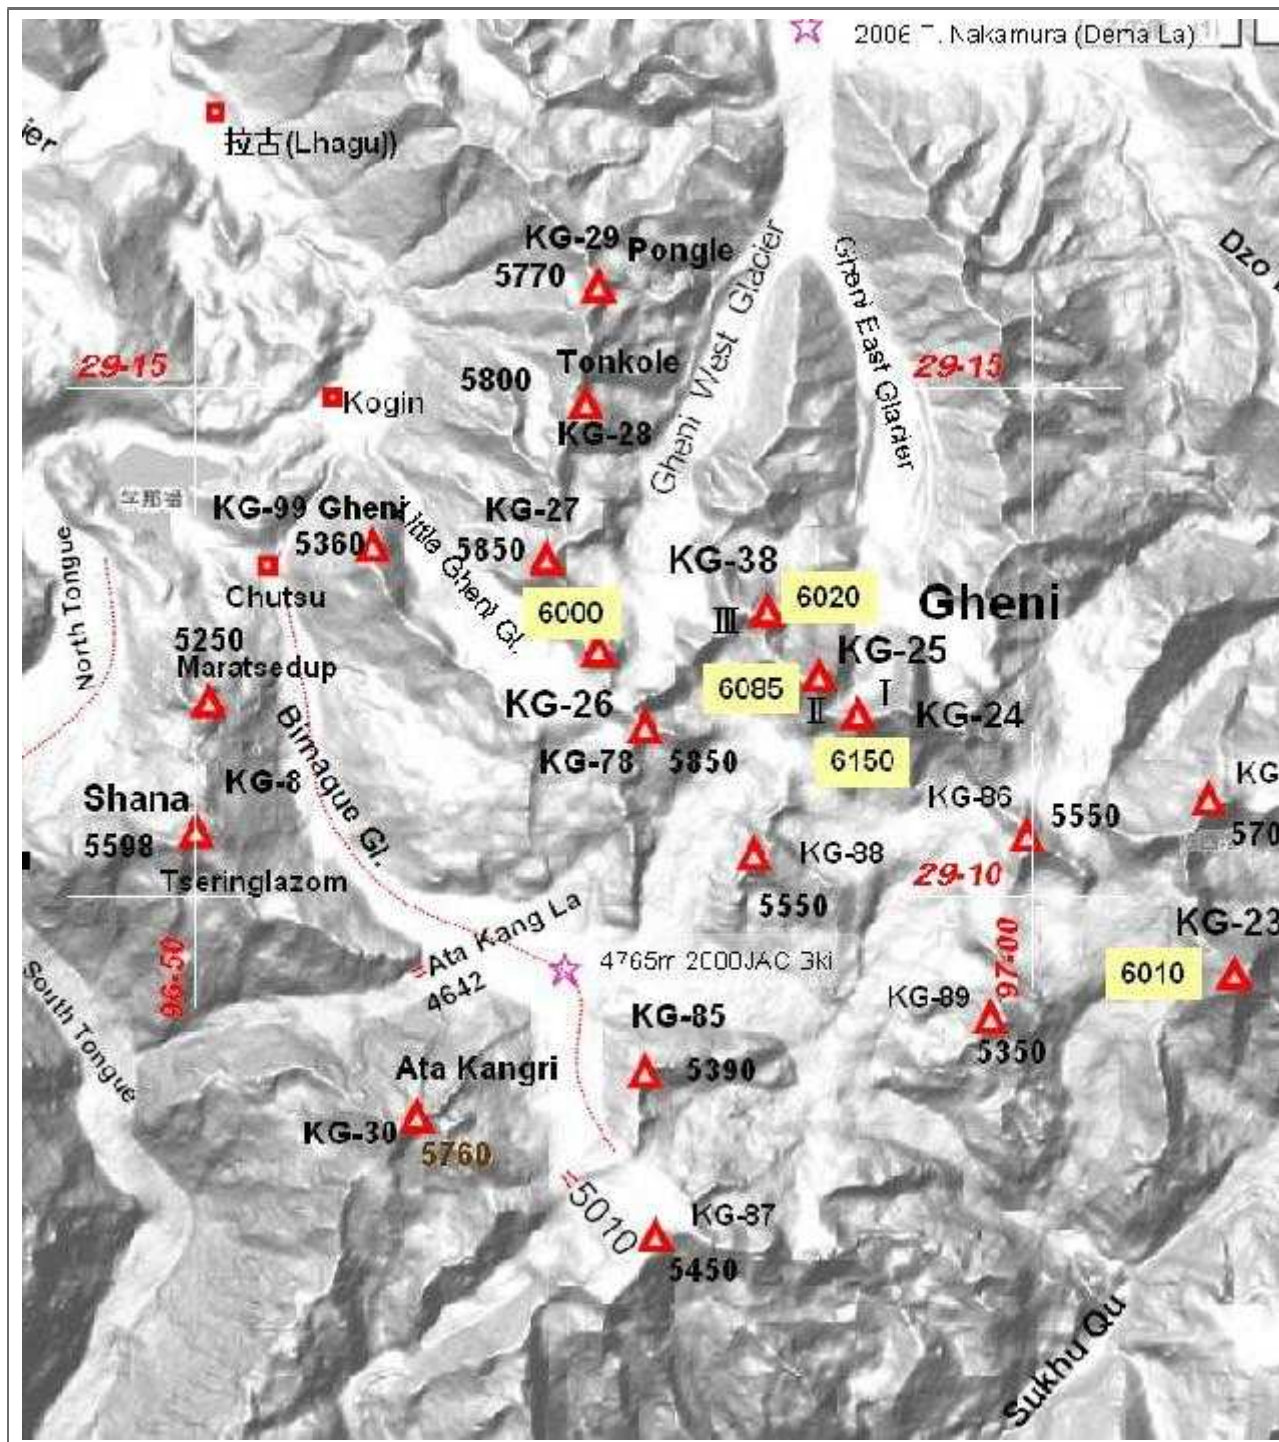 2006 T. Nakamura (Dema La)
拉古(Lhagu))
KG-29
Pongle
5770
Gheni West Glacier
Gheni East Glacier
Tonkole
5800
29-15
29-15
Kogin
KG-28
KG-99 Gheni
5360
Little Gheni Gl.
KG-27
5850
North Tongue
Chutsu
6000
KG-38
6020
III
Gheni
5250
Maratsedup
KG-25
6085
I
II
KG-26
KG-24
KG-78
5850
6150
Bimaque Gl.
KG-8
Shana
5598
Tseringlazom
KG-86
5550
KG
570
KG-88
5550
29-10
96-50
97-00
KG-23
6010
South Tongue
Ata Kang La
4642
4765m 2000JAC
KG-85
5390
KG-89
5350
Ata Kangri
KG-30
5760
5010
KG-87
5450
Sukhu Qu